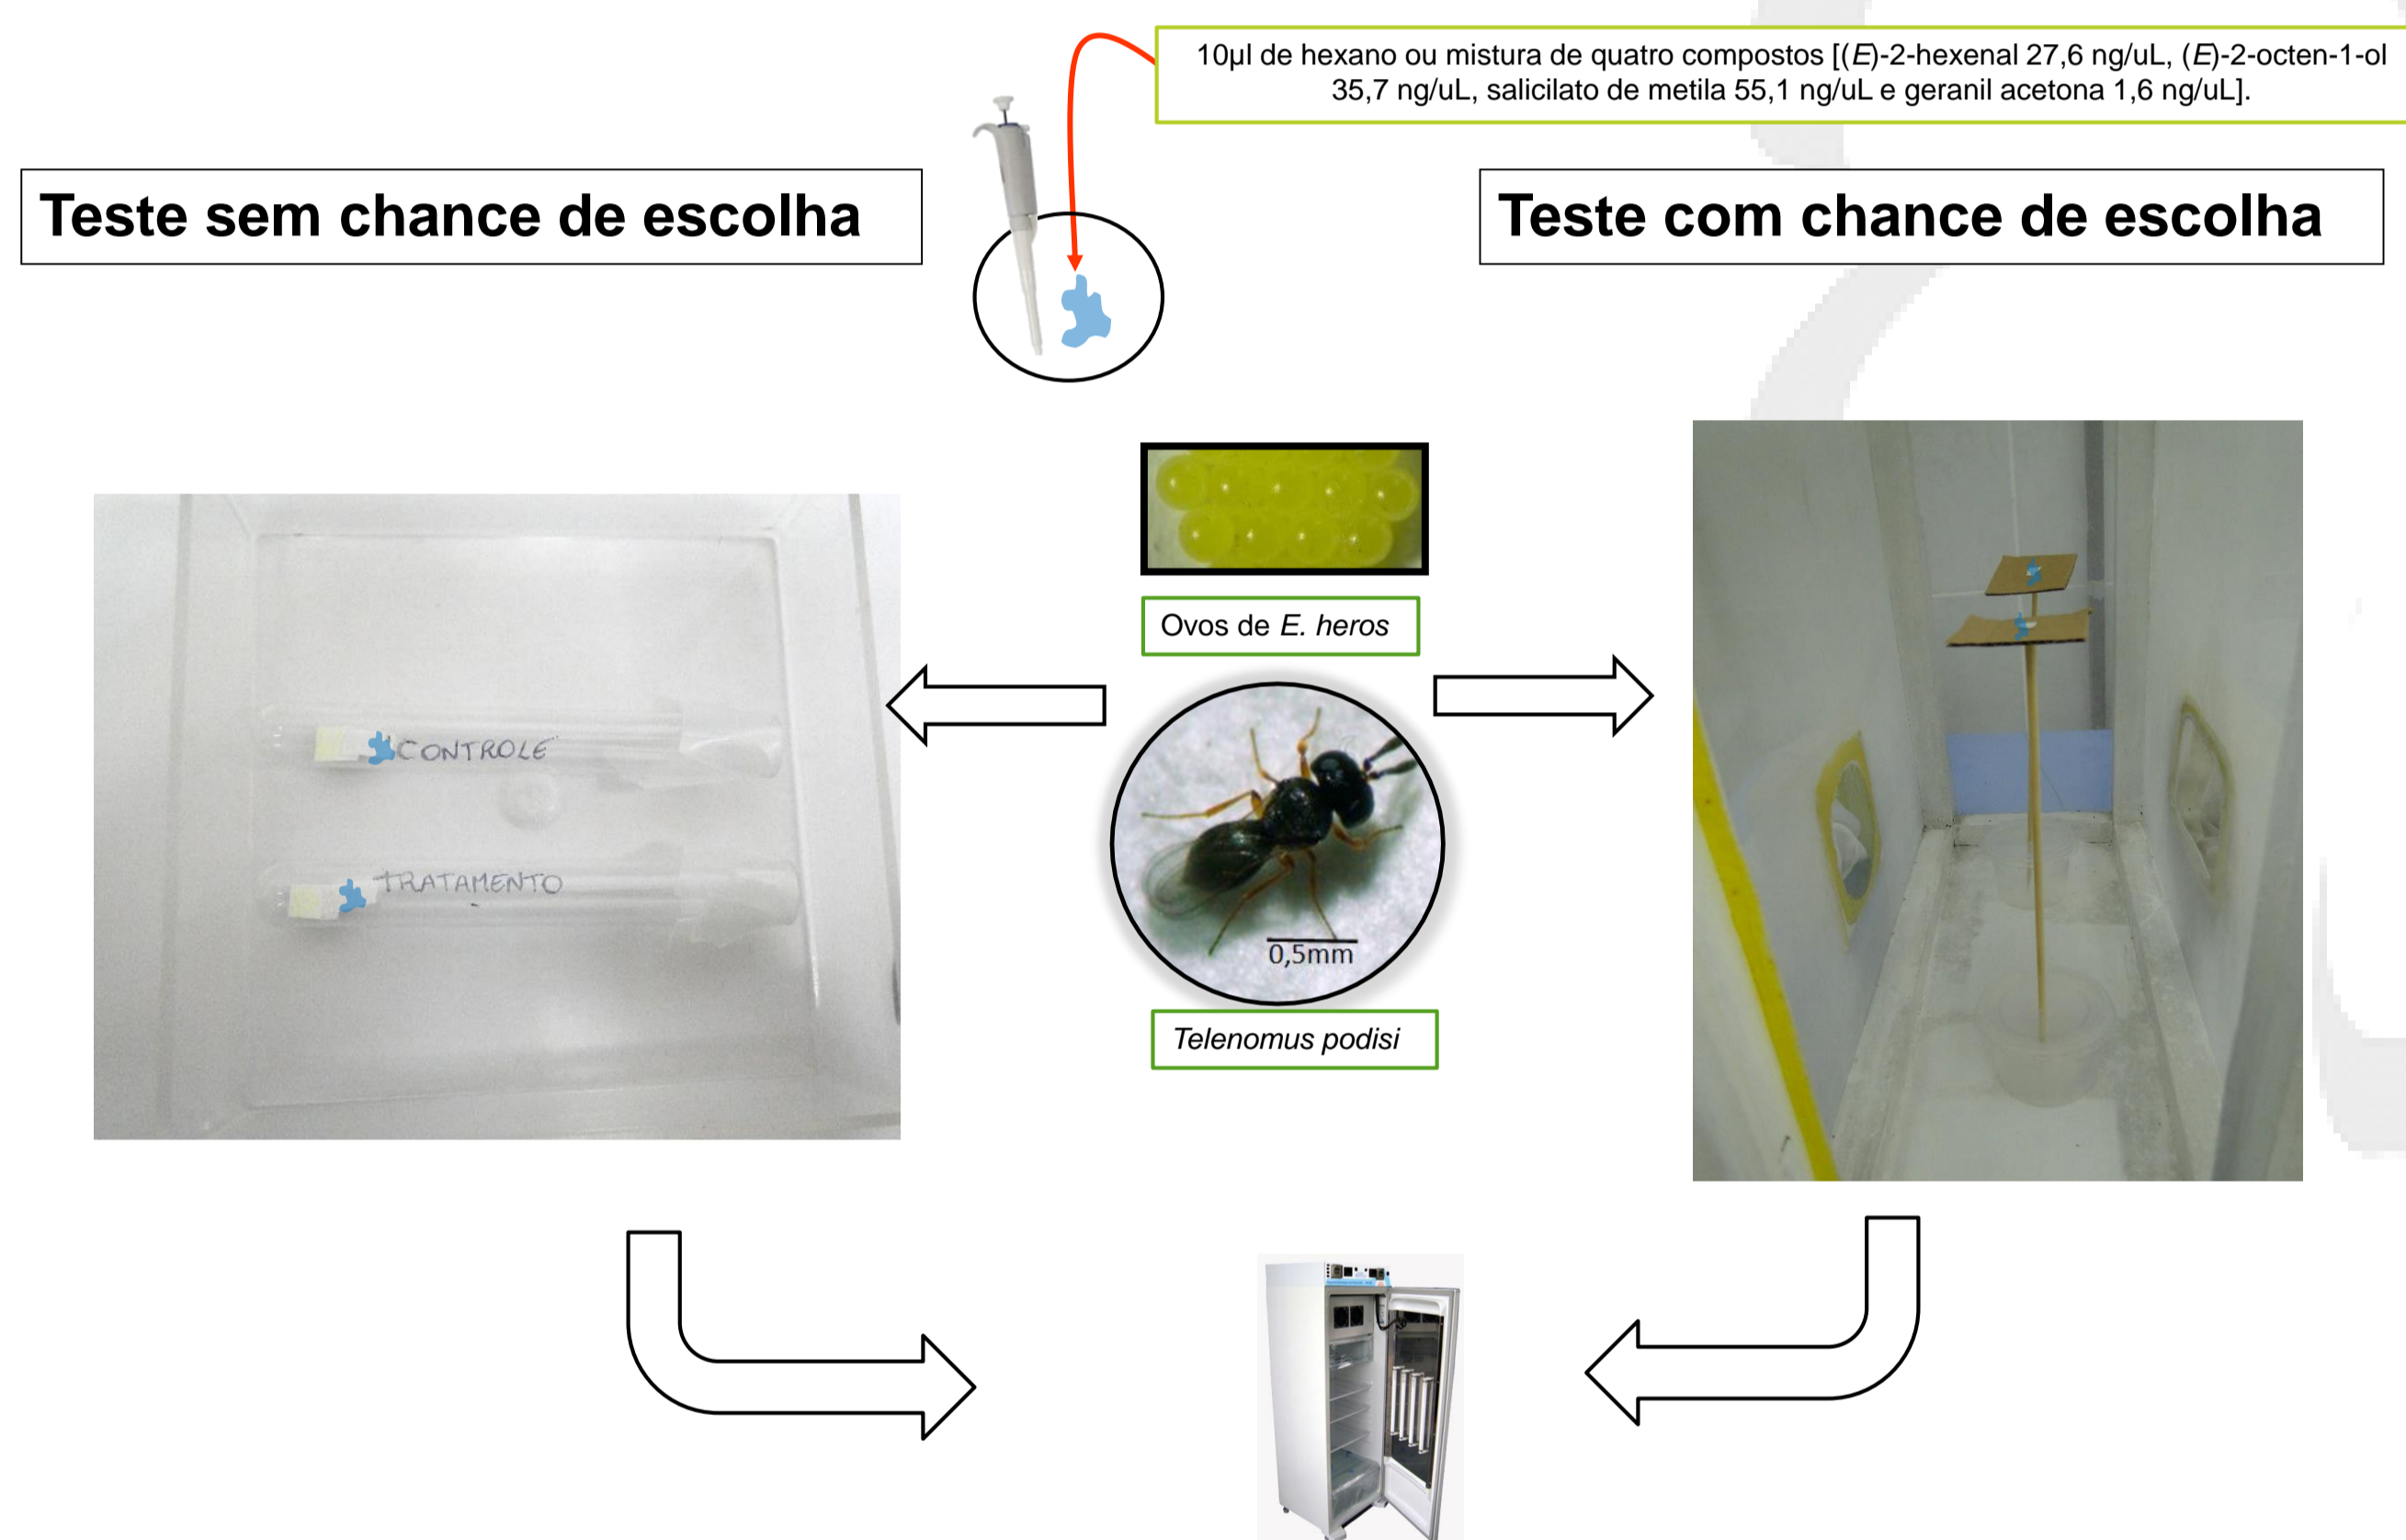 10µl de hexano ou mistura de quatro compostos [(E)-2-hexenal 27,6 ng/uL, (E)-2-octen-1-ol
35,7 ng/uL, salicilato de metila 55,1 ng/uL e geranil acetona 1,6 ng/uL].
Teste sem chance de escolha
Teste com chance de escolha
Ovos de E. heros
CONTROLE
TRATAMENTO
0,5mm
Telenomus podisi